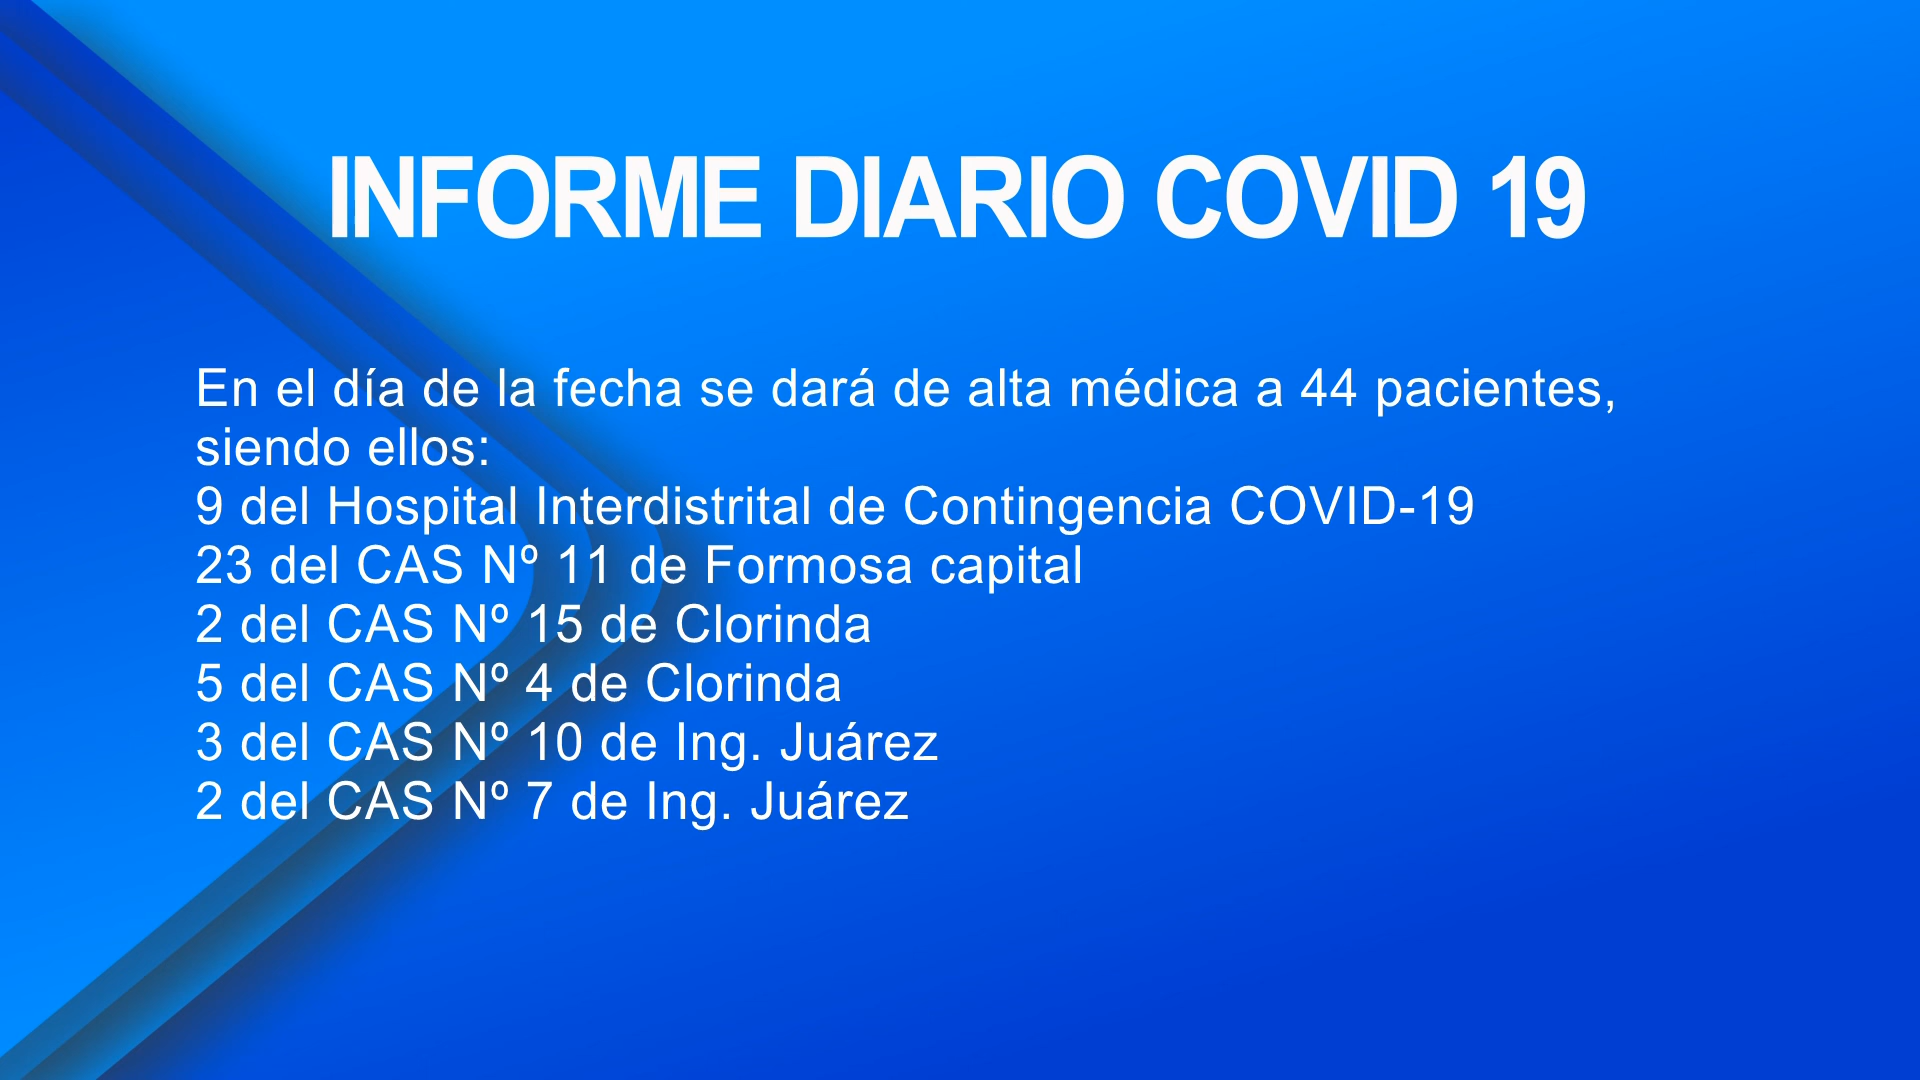 INFORME DIARIO COVID 19
En el día de la fecha se dará de alta médica a 44 pacientes,
siendo ellos:
9 del Hospital Interdistrital de Contingencia COVID-19
23 del CAS Nº 11 de Formosa capital
2 del CAS Nº 15 de Clorinda
5 del CAS Nº 4 de Clorinda
3 del CAS Nº 10 de Ing. Juárez
2 del CAS Nº 7 de Ing. Juárez